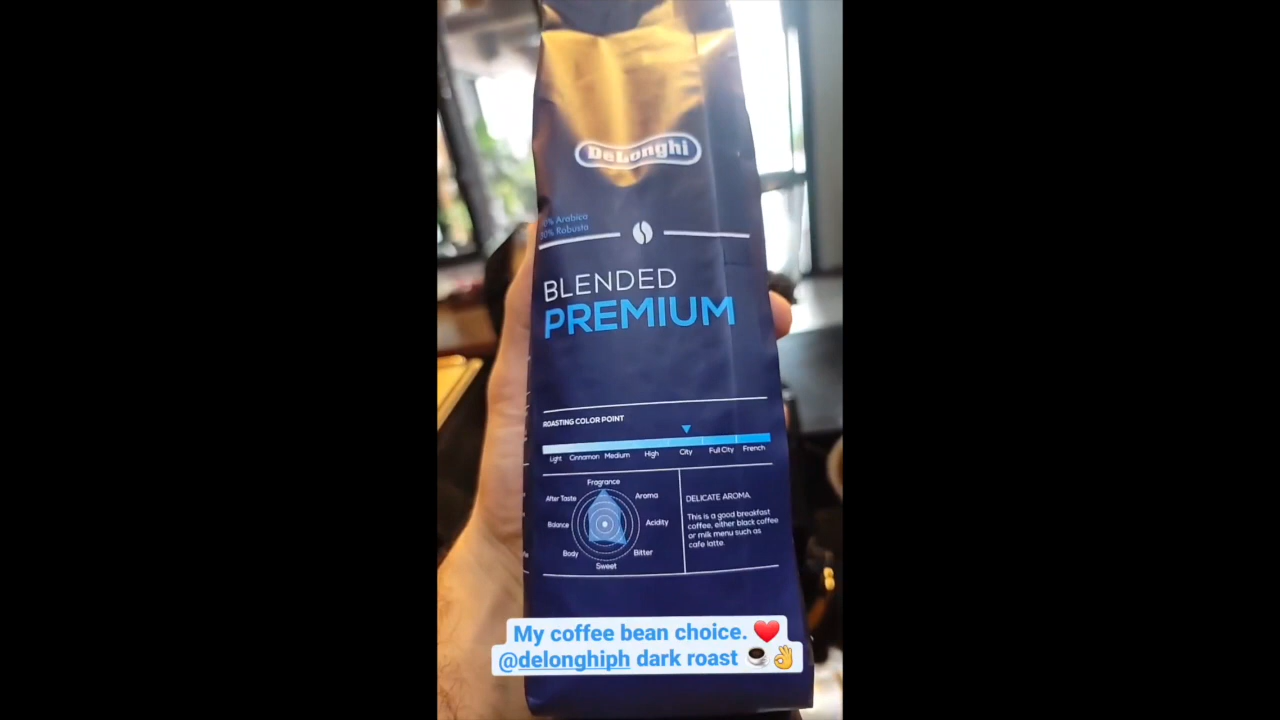 DeLonghi
% Arabica
0% Robusta
BLENDED
PREMIUM
ROASTING COLOR POINT
Light Cinnamon Medium High City Full City French
Fragrance
After Taste Aroma
Balance Acidity
Body Bitter
Sweet
DELICATE AROMA.
This is a good breakfast
coffee, either black coffee
or milk menu such as
cafe latte.
My coffee bean choice. ❤️
@delonghiph dark roast ☕👌